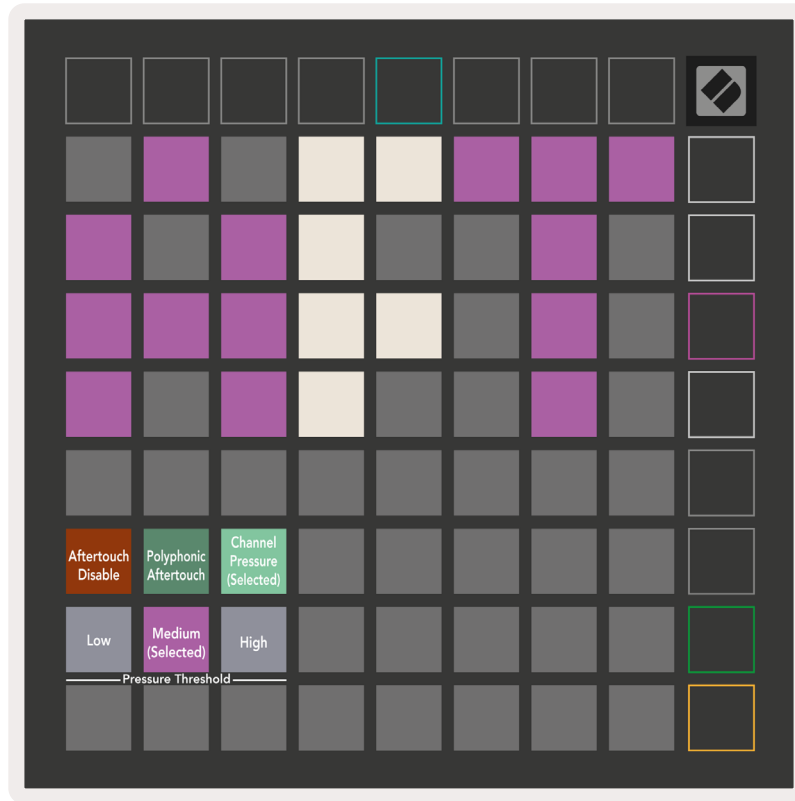 Aftertouch
Disable
Polyphonic
Aftertouch
Channel
Pressure
(Selected)
Low
Medium
(Selected)
High
Pressure Threshold